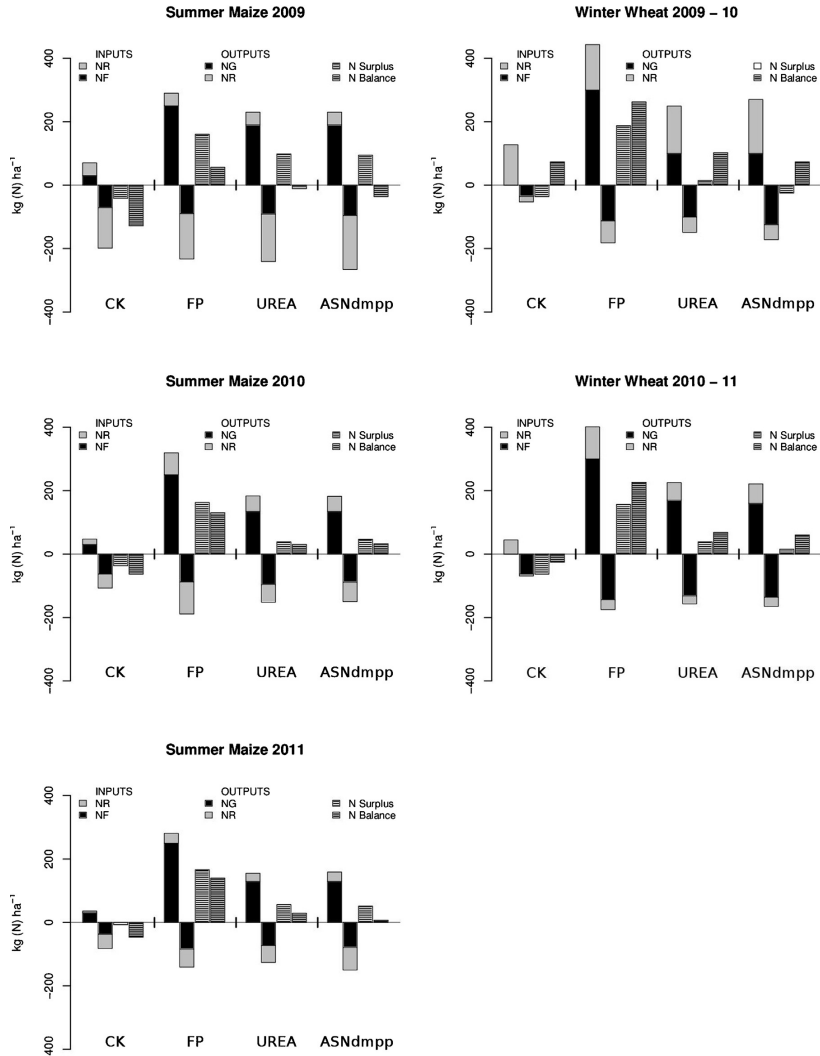 Summer Maize 2009
INPUTS OUTPUTS
NR NG N Surplus
NF NR N Balance
kg (N) ha⁻¹
400
200
0
−200
−400
CK FP UREA ASNdmpp
Winter Wheat 2009 − 10
INPUTS OUTPUTS
NR NG N Surplus
NF NR N Balance
kg (N) ha⁻¹
400
200
0
−200
−400
CK FP UREA ASNdmpp
Summer Maize 2010
INPUTS OUTPUTS
NR NG N Surplus
NF NR N Balance
kg (N) ha⁻¹
400
200
0
−200
−400
CK FP UREA ASNdmpp
Winter Wheat 2010 − 11
INPUTS OUTPUTS
NR NG N Surplus
NF NR N Balance
kg (N) ha⁻¹
400
200
0
−200
−400
CK FP UREA ASNdmpp
Summer Maize 2011
INPUTS OUTPUTS
NR NG N Surplus
NF NR N Balance
kg (N) ha⁻¹
400
200
0
−200
400
CK FP UREA ASNdmpp